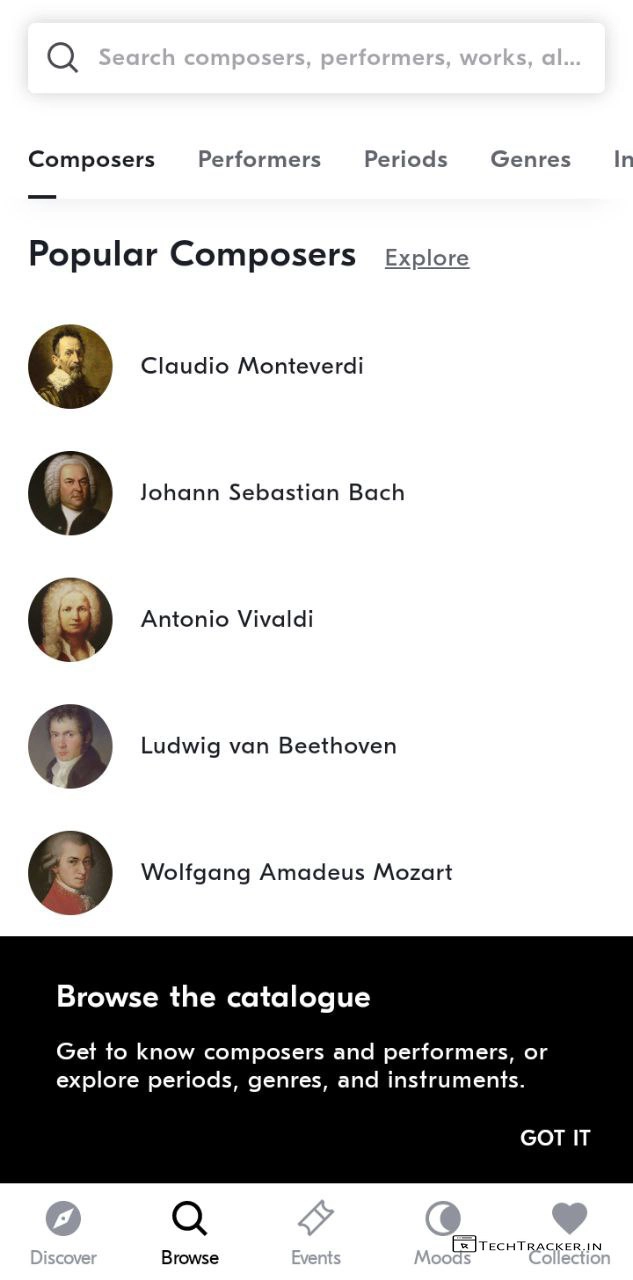 Search composers, performers, works, al...
Composers Performers Periods Genres In
Popular Composers Explore
Claudio Monteverdi
Johann Sebastian Bach
Antonio Vivaldi
Ludwig van Beethoven
Wolfgang Amadeus Mozart
Browse the catalogue
Get to know composers and performers, or
explore periods, genres, and instruments.
GOT IT
TECHTRACKER.IN
Discover Browse Events Moods Collection